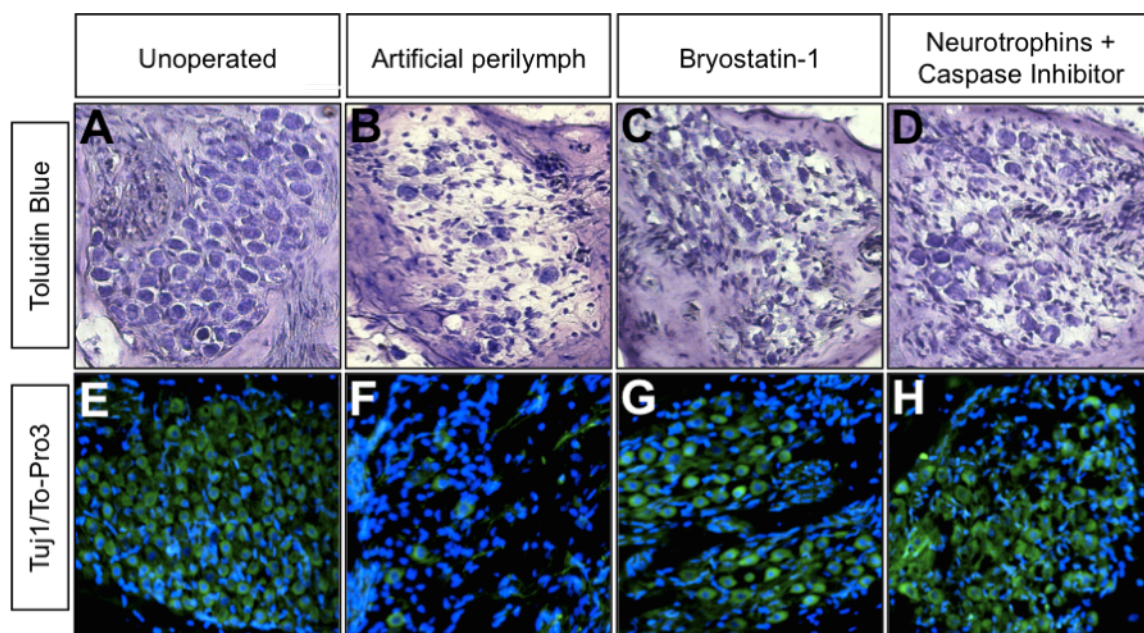 Unoperated
Artificial perilymph
Bryostatin-1
Neurotrophins +
Caspase Inhibitor
Toluidin Blue
A
B
C
D
Tuj1/To-Pro3
E
F
G
H